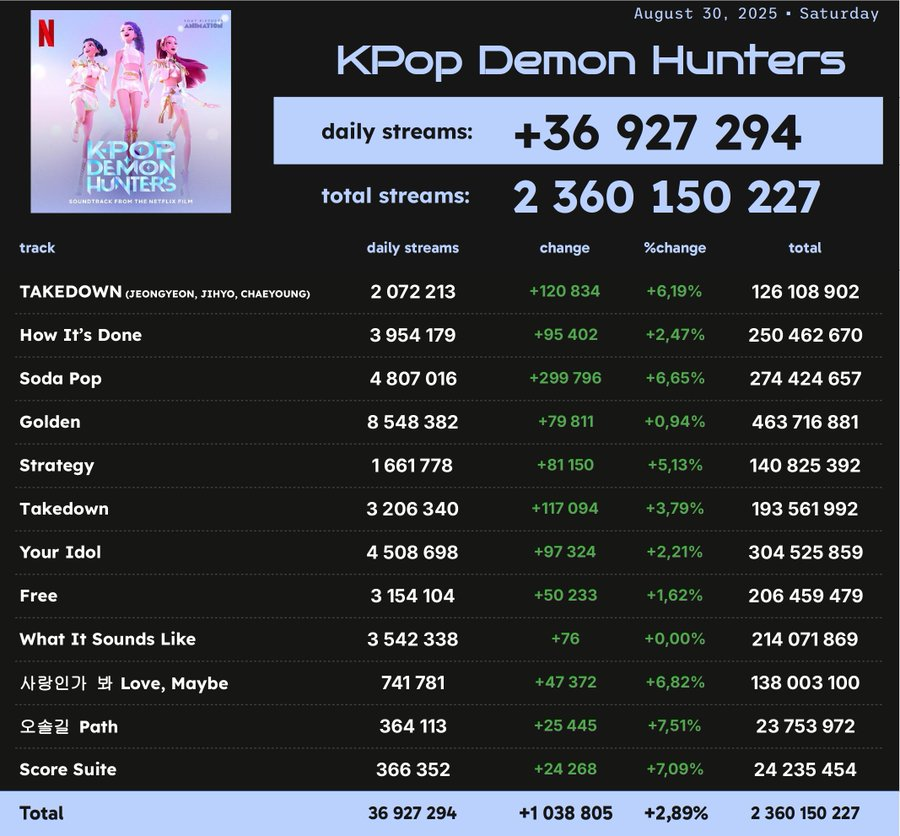 August 30, 2025 • Saturday
N
SONY PICTURES
ANIMATION
KPOP
DEMON
HUNTERS
SOUNDTRACK FROM THE NETFLIX FILM
KPop Demon Hunters
daily streams: +36 927 294
total streams: 2 360 150 227
track daily streams change %change total
TAKEDOWN (JEONGYEON, JIHYO, CHAEYOUNG) 2 072 213 +120 834 +6,19% 126 108 902
How It’s Done 3 954 179 +95 402 +2,47% 250 462 670
Soda Pop 4 807 016 +299 796 +6,65% 274 424 657
Golden 8 548 382 +79 811 +0,94% 463 716 881
Strategy 1 661 778 +81 150 +5,13% 140 825 392
Takedown 3 206 340 +117 094 +3,79% 193 561 992
Your Idol 4 508 698 +97 324 +2,21% 304 525 859
Free 3 154 104 +50 233 +1,62% 206 459 479
What It Sounds Like 3 542 338 +76 +0,00% 214 071 869
사랑인가 봐 Love, Maybe 741 781 +47 372 +6,82% 138 003 100
오솔길 Path 364 113 +25 445 +7,51% 23 753 972
Score Suite 366 352 +24 268 +7,09% 24 235 454
Total 36 927 294 +1 038 805 +2,89% 2 360 150 227